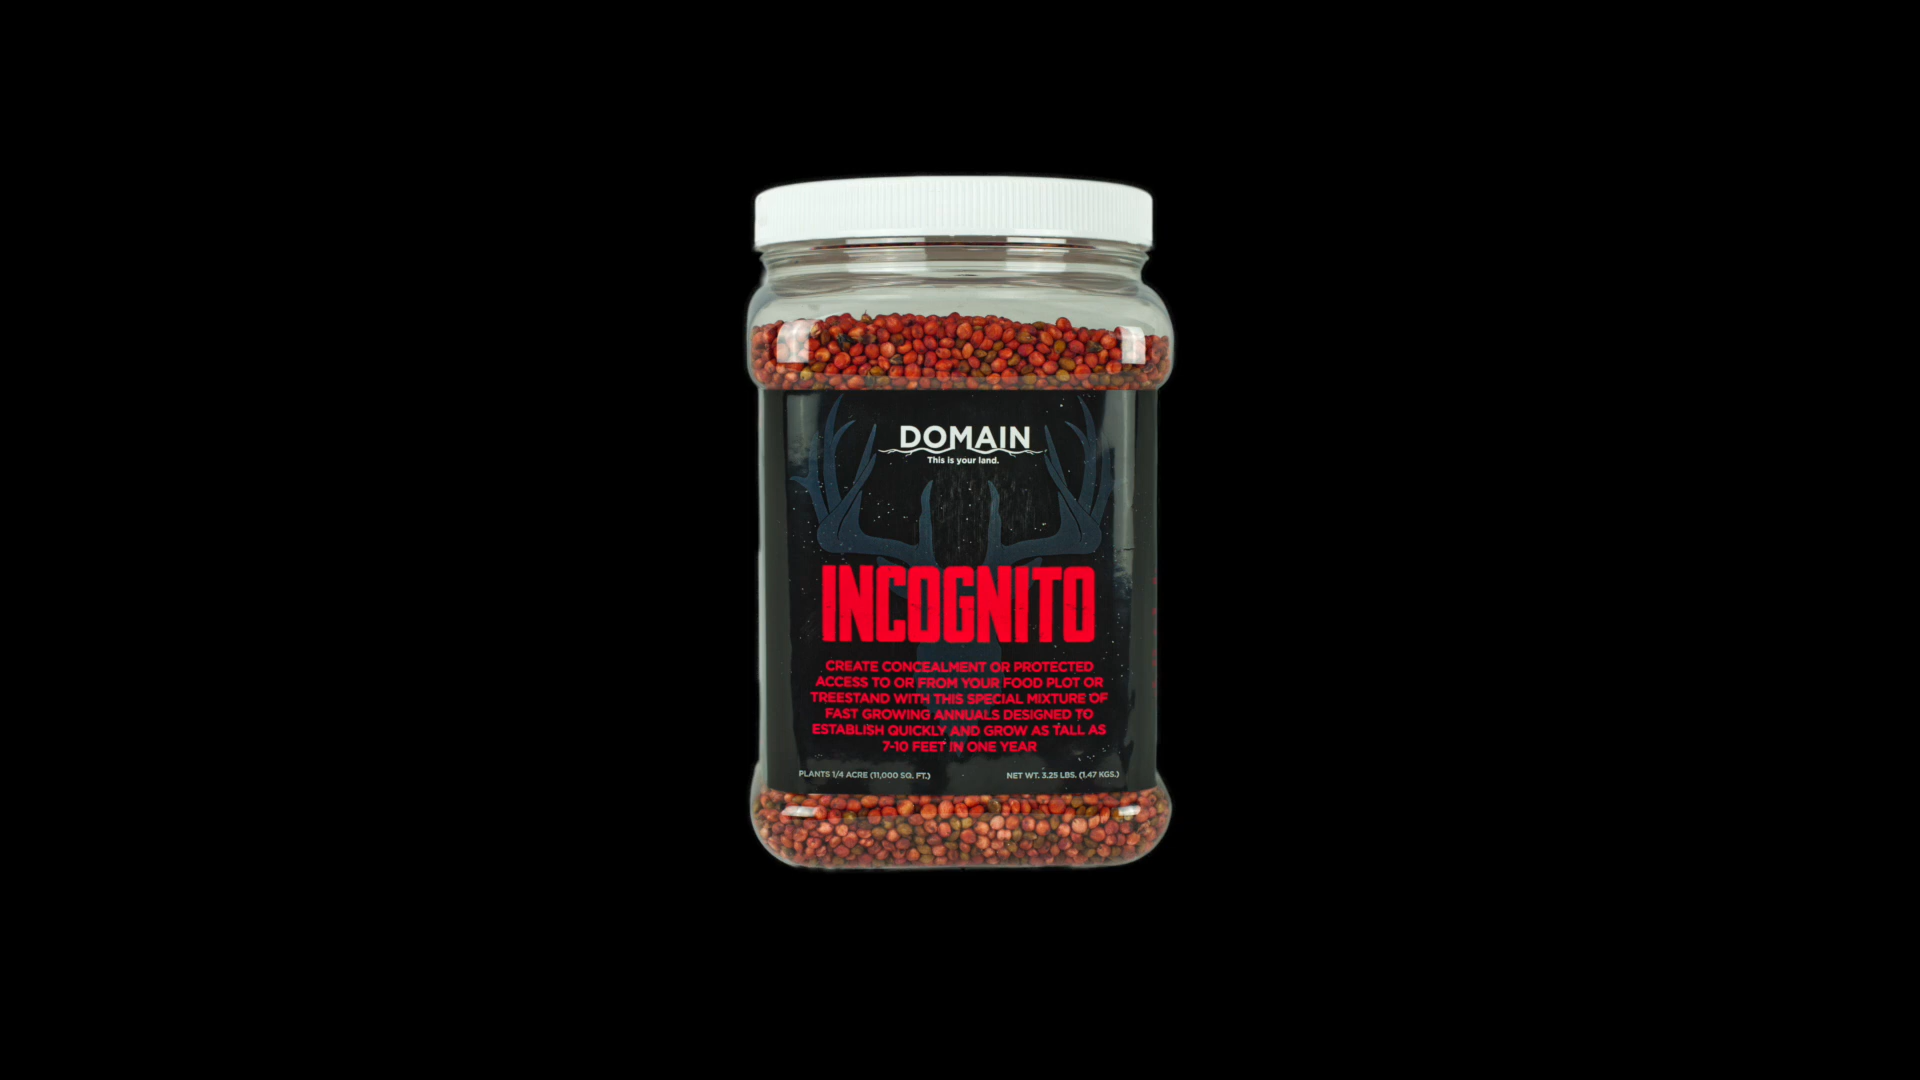 DOMAIN
This is your land.
INCOGNITO
CREATE CONCEALMENT OR PROTECTED
ACCESS TO OR FROM YOUR FOOD PLOT OR
TREESTAND WITH THIS SPECIAL MIXTURE OF
FAST GROWING ANNUALS DESIGNED TO
ESTABLISH QUICKLY AND GROW AS TALL AS
7-10 FEET IN ONE YEAR
PLANTS 1/4 ACRE (11,000 SQ. FT.)
NET WT. 3.25 LBS. (1.47 KGS.)